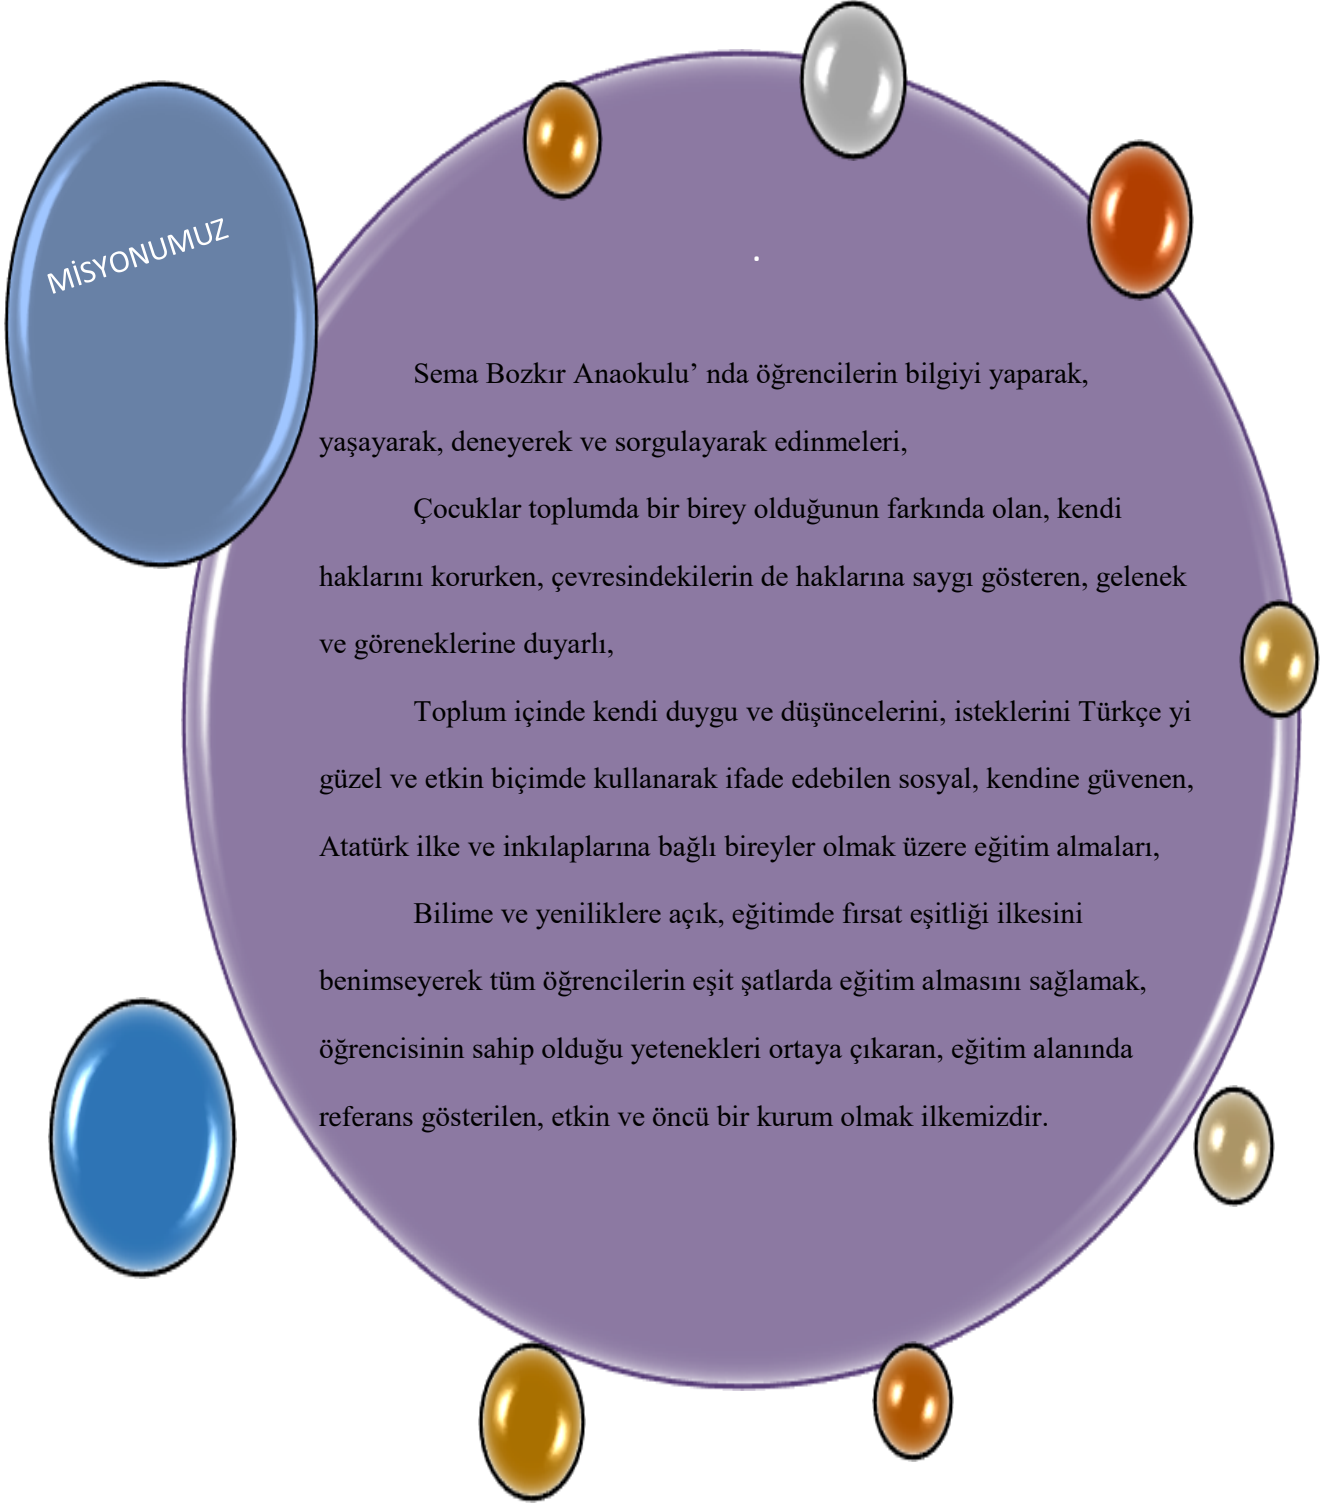 MİSYONUMUZ
.
Sema Bozkır Anaokulu’ nda öğrencilerin bilgiyi yaparak,
yaşayarak, deneyerek ve sorgulayarak edinmeleri,
Çocuklar toplumda bir birey olduğunun farkında olan, kendi
haklarını korurken, çevresindekilerin de haklarına saygı gösteren, gelenek
ve göreneklerine duyarlı,
Toplum içinde kendi duygu ve düşüncelerini, isteklerini Türkçe yi
güzel ve etkin biçimde kullanarak ifade edebilen sosyal, kendine güvenen,
Atatürk ilke ve inkılaplarına bağlı bireyler olmak üzere eğitim almaları,
Bilime ve yeniliklere açık, eğitimde fırsat eşitliği ilkesini
benimseyerek tüm öğrencilerin eşit şatlarda eğitim almasını sağlamak,
öğrencisinin sahip olduğu yetenekleri ortaya çıkaran, eğitim alanında
referans gösterilen, etkin ve öncü bir kurum olmak ilkemizdir.